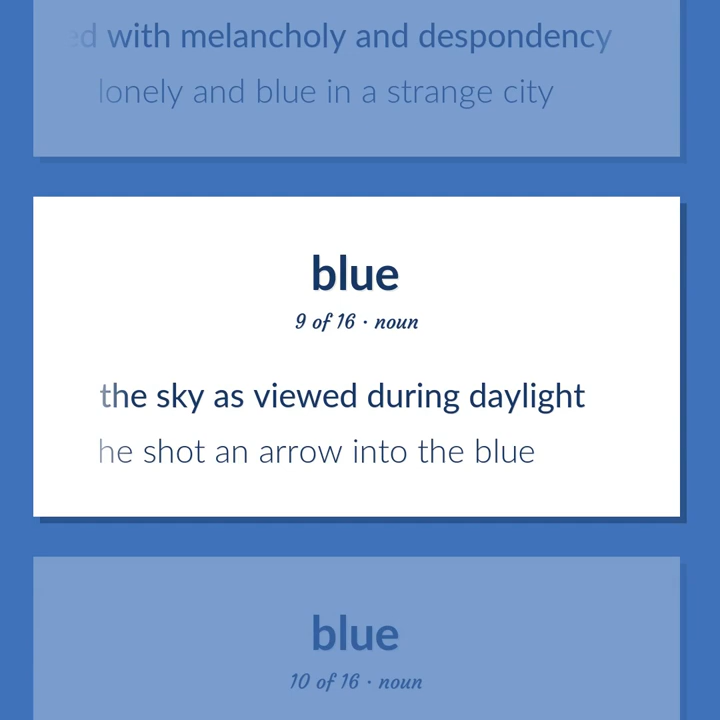 with melancholy and despondency
lonely and blue in a strange city
blue
9 of 16 · noun
the sky as viewed during daylight
he shot an arrow into the blue
blue
10 of 16 · noun